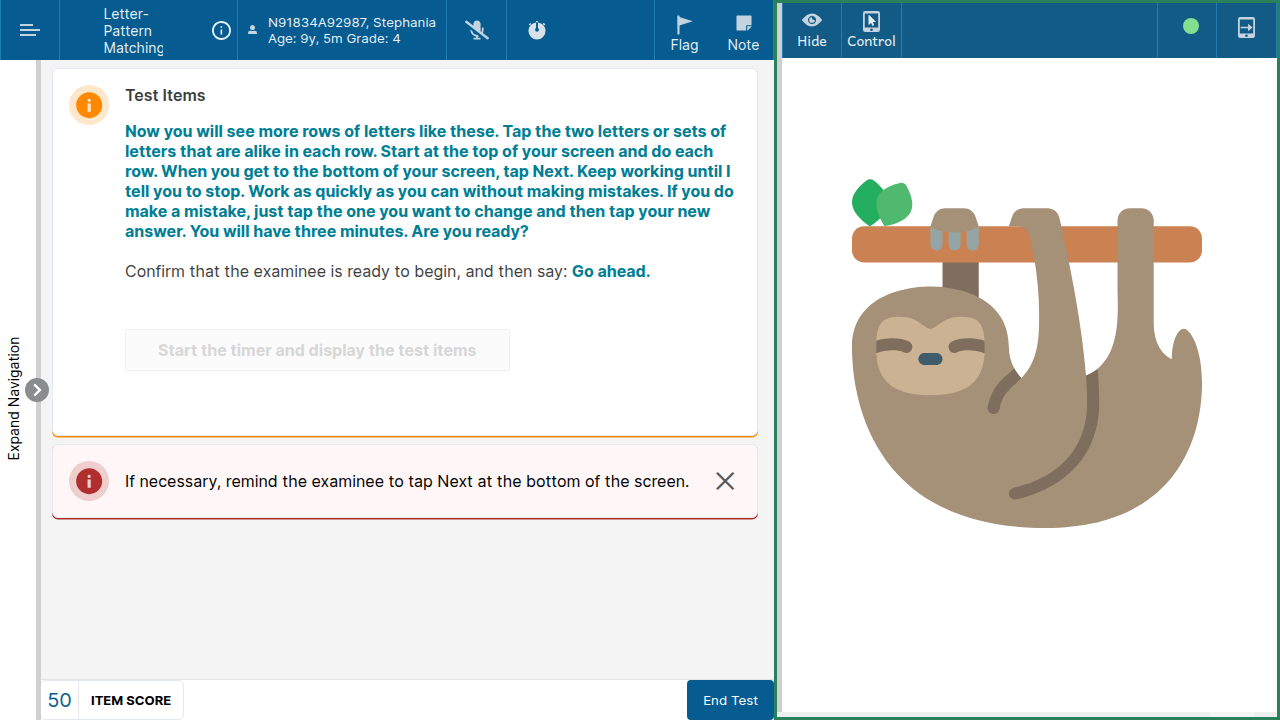 Letter-
Pattern
Matching
N91834A92987, Stephania
Age: 9y, 5m Grade: 4
Flag
Note
Hide
Control
Expand Navigation
Test Items
Now you will see more rows of letters like these. Tap the two letters or sets of
letters that are alike in each row. Start at the top of your screen and do each
row. When you get to the bottom of your screen, tap Next. Keep working until I
tell you to stop. Work as quickly as you can without making mistakes. If you do
make a mistake, just tap the one you want to change and then tap your new
answer. You will have three minutes. Are you ready?
Confirm that the examinee is ready to begin, and then say: Go ahead.
Start the timer and display the test items
If necessary, remind the examinee to tap Next at the bottom of the screen.
50 ITEM SCORE
End Test